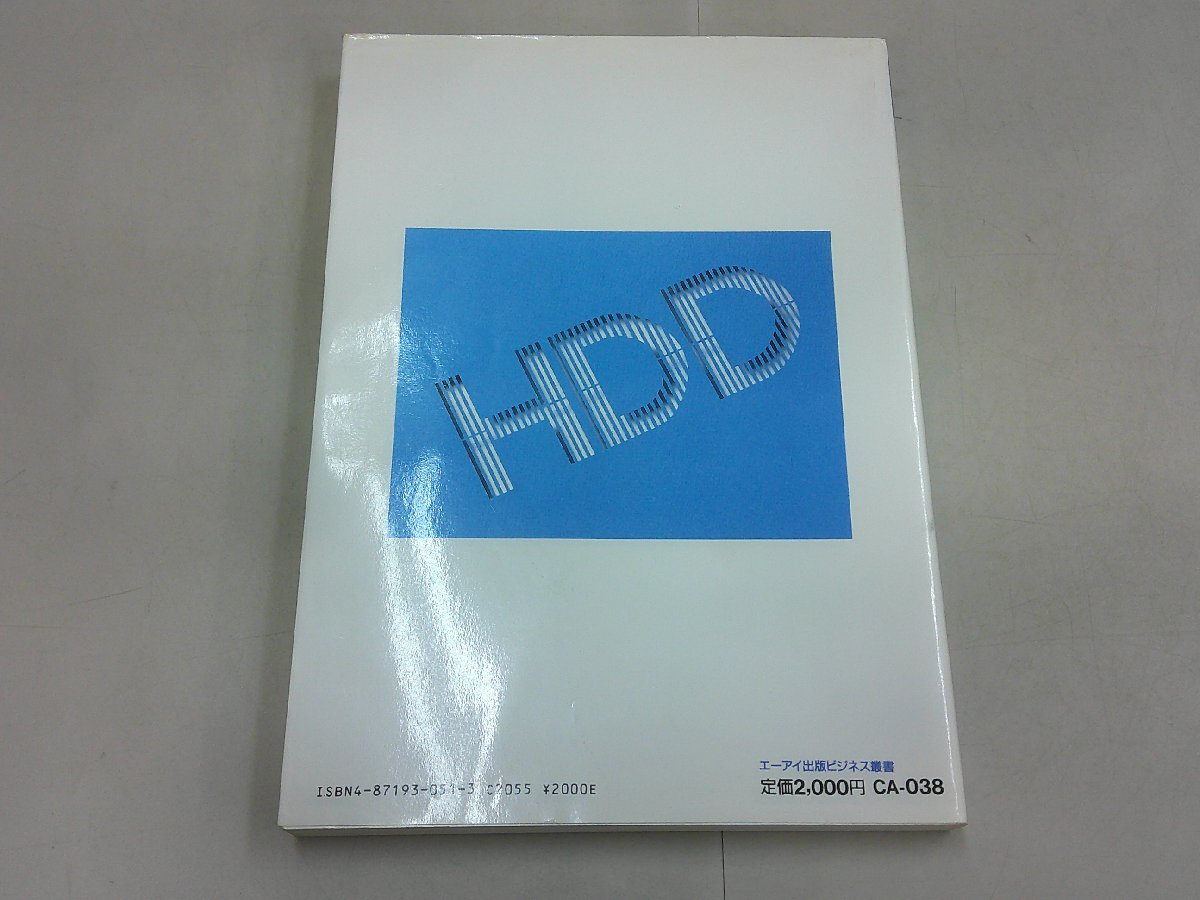 HDD
エーアイ出版ビジネス叢書
ISBN4-87193-051-3 C2055 ¥2000E
定価2,000円 CA-038